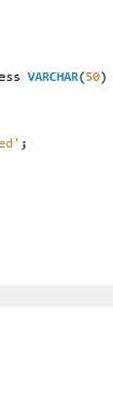 ess VARCHAR(50)
ed';